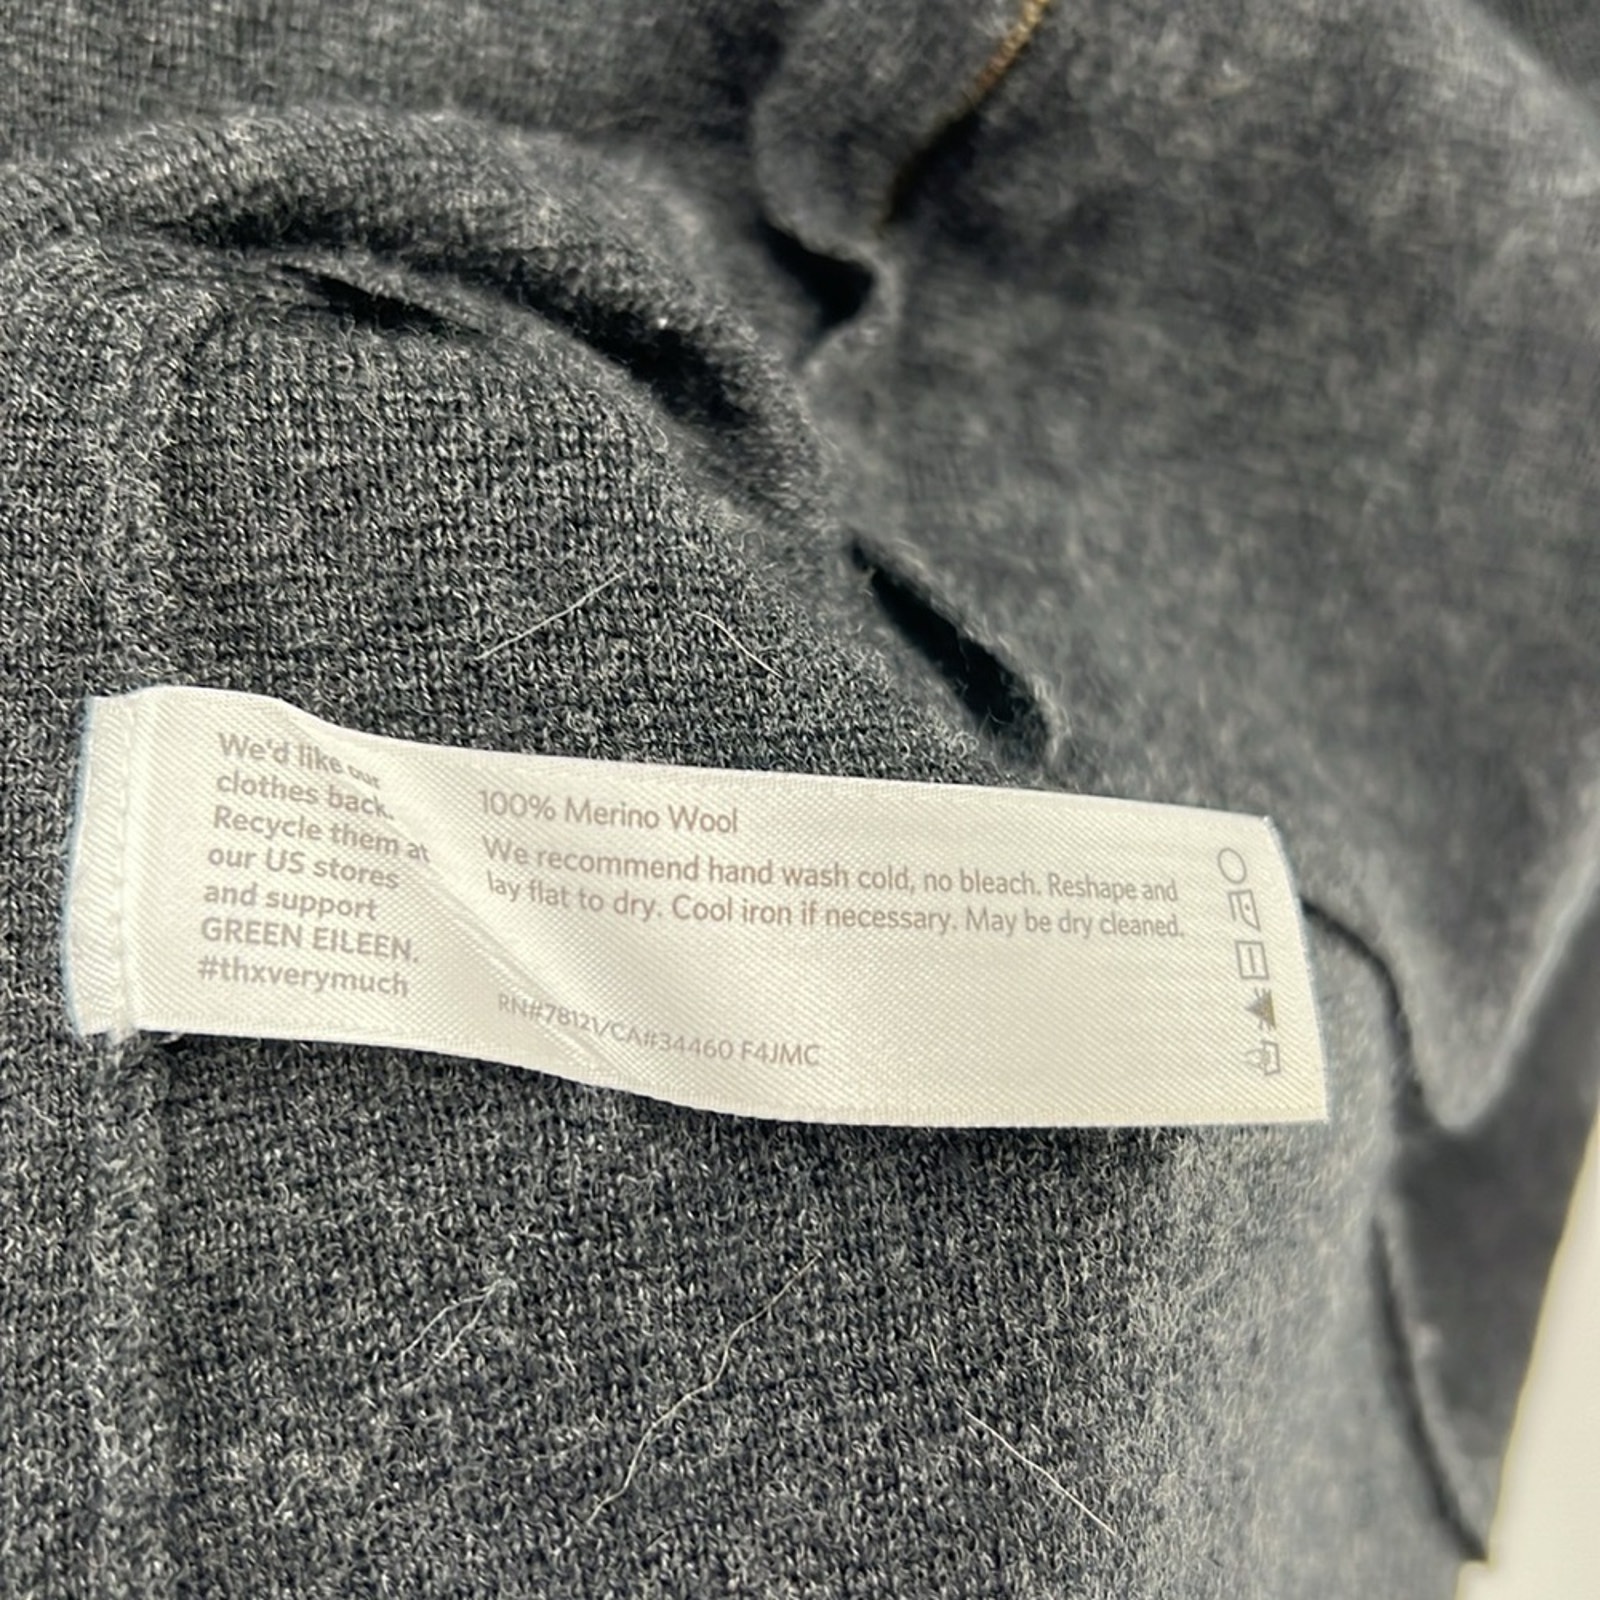 We'd like our
clothes back.
Recycle them at
our US stores
and support
GREEN EILEEN.
#thxverymuch
100% Merino Wool
We recommend hand wash cold, no bleach. Reshape and
lay flat to dry. Cool iron if necessary. May be dry cleaned.
RN#78121/CA#34460 F4JMC